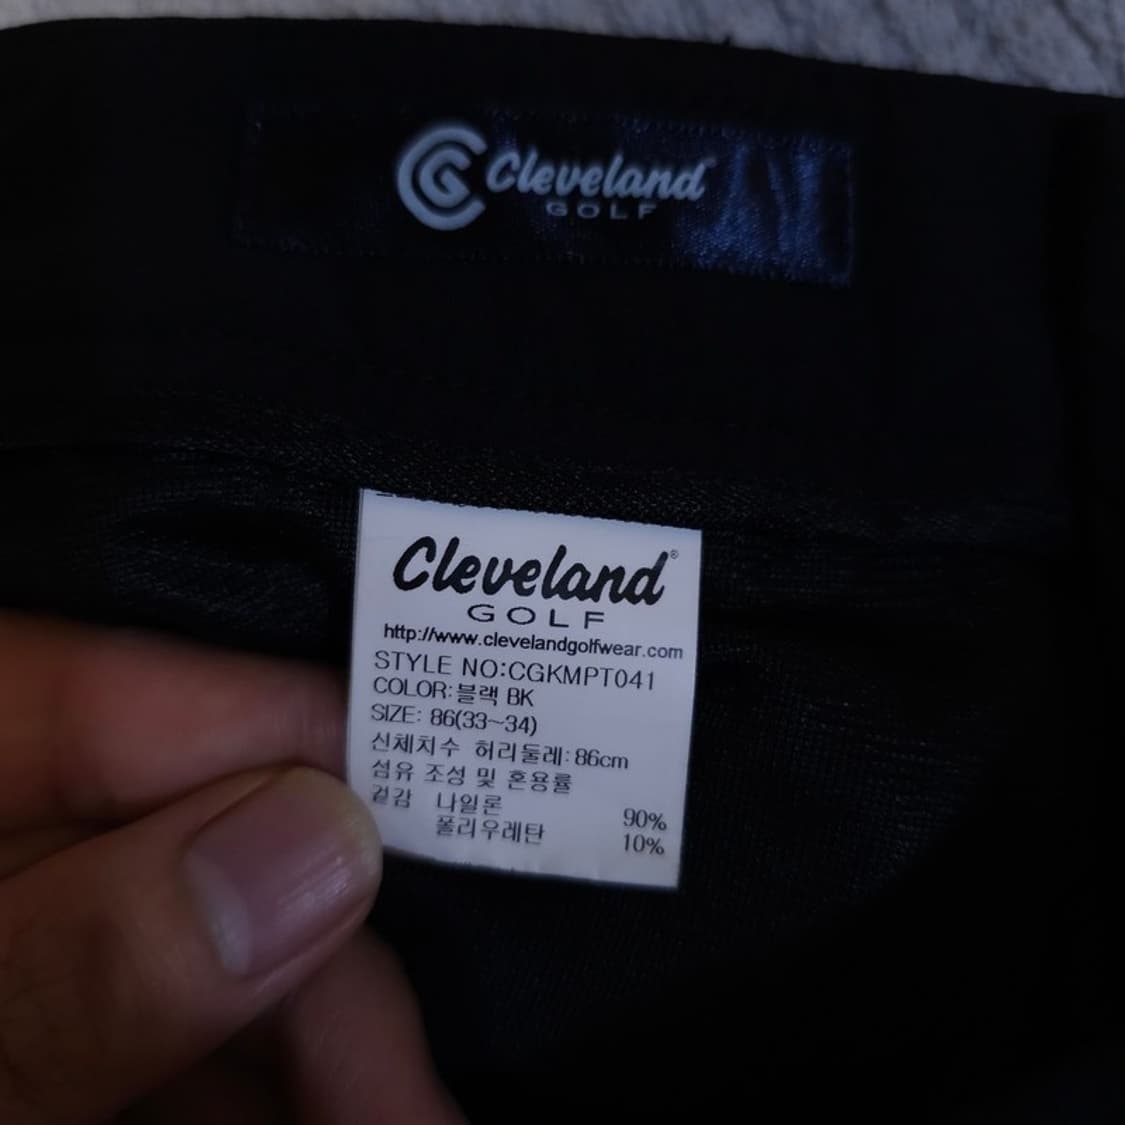 Cleveland
GOLF
Cleveland®
GOLF
http://www.clevelandgolfwear.com
STYLE NO:CGKMPT041
COLOR:블랙 BK
SIZE: 86(33~34)
신체치수 허리둘레:86cm
섬유 조성 및 혼용률
겉감 나일론 90%
폴리우레탄 10%